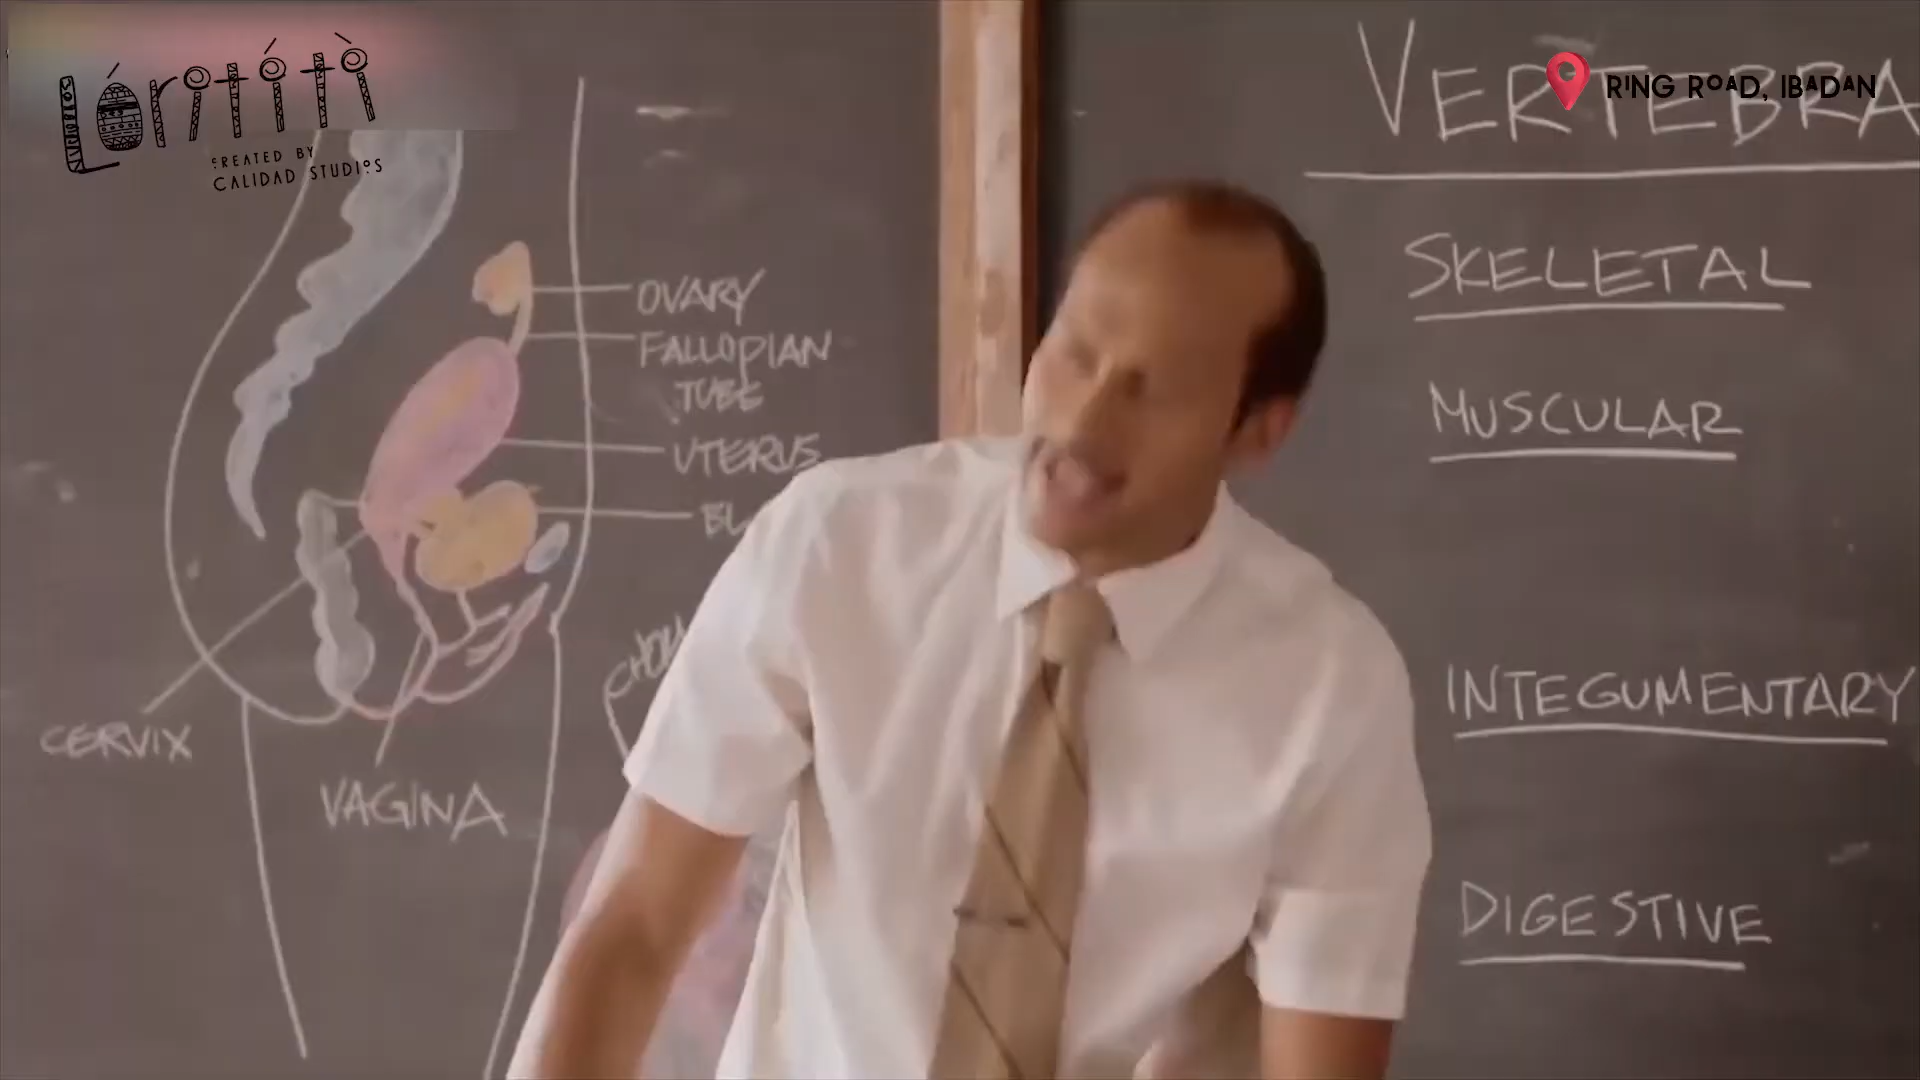 Lórítítì
CREATED BY
CALIDAD STUDIOS
RING ROAD, IBADAN
OVARY
FALLOPIAN
TUBE
UTERUS
BL
CERVIX
VAGINA
VERTEBRA
SKELETAL
MUSCULAR
INTEGUMENTARY
DIGESTIVE